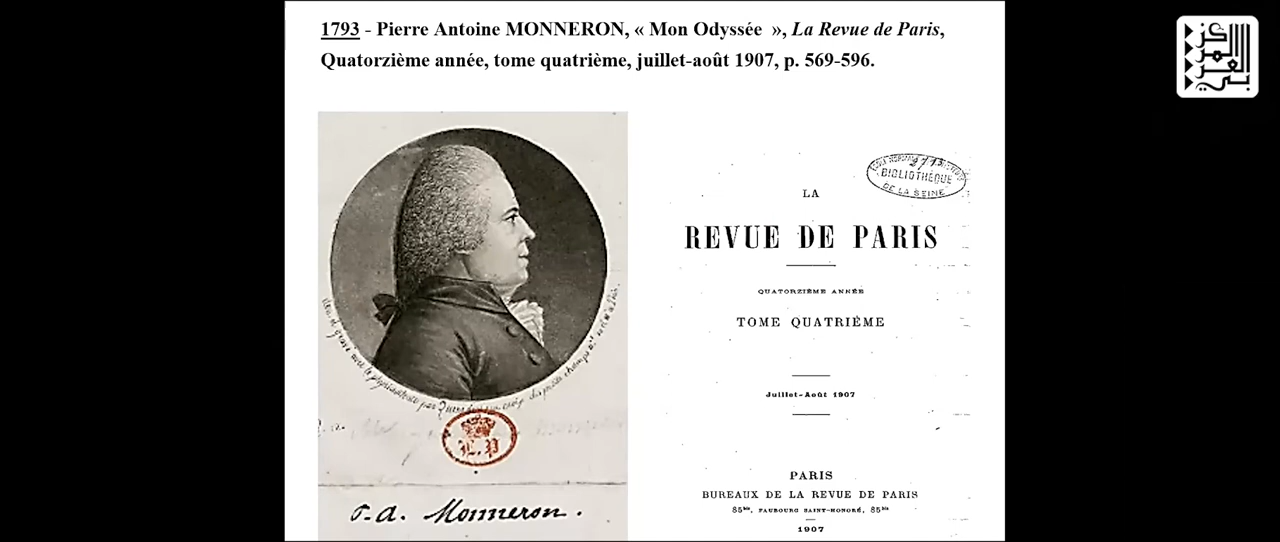 1793 - Pierre Antoine MONNERON, « Mon Odyssée », La Revue de Paris,
Quatorzième année, tome quatrième, juillet-août 1907, p. 569-596.
المركز
العربي
BIBLIOTHÈQUE
DE LA SEINE
LA
REVUE DE PARIS
QUATORZIÈME ANNÉE
TOME QUATRIÈME
Juillet-Août 1907
PARIS
BUREAUX DE LA REVUE DE PARIS
85bis, FAUBOURG SAINT-HONORÉ, 85bis
1907
L.P
P.A. Monneron.